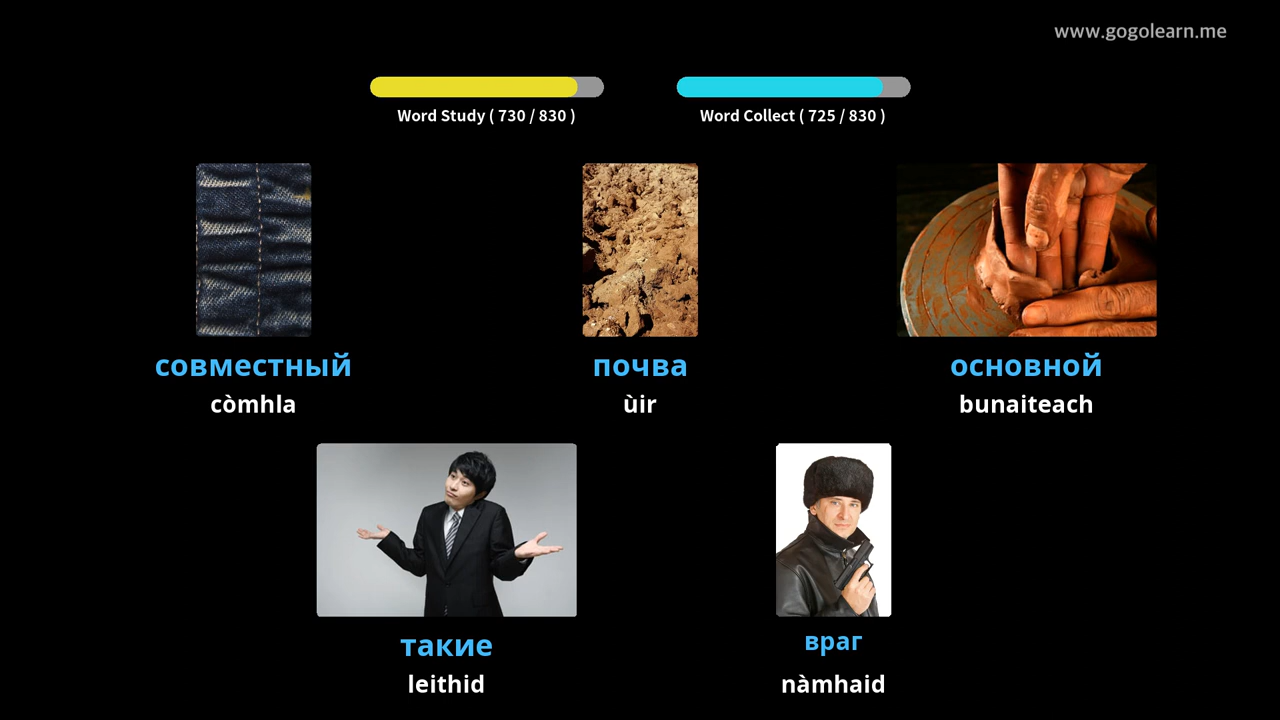 www.gogolearn.me
Word Study ( 730 / 830 )
Word Collect ( 725 / 830 )
совместный
còmhla
почва
ùir
основной
bunaiteach
такие
leithid
враг
nàmhaid